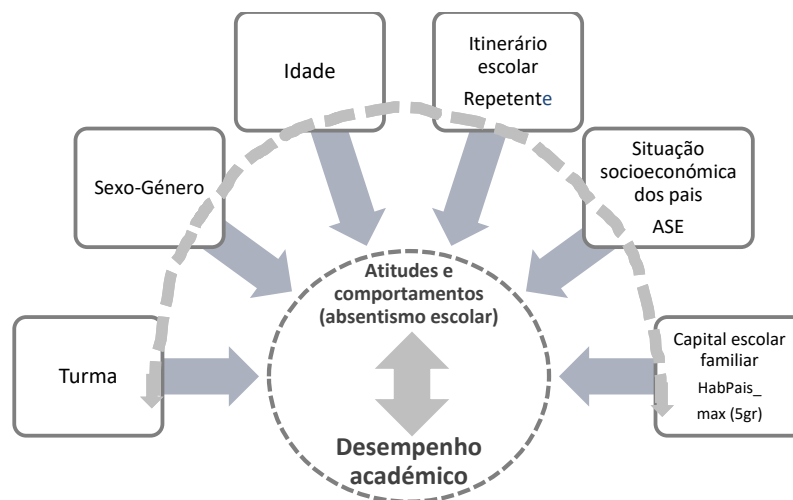 Idade
Itinerário
escolar
Repetente
Sexo-Género
Situação
socioeconómica
dos pais
ASE
Atitudes e
comportamentos
(absentismo escolar)
Turma
Capital escolar
familiar
HabPais_
max (5gr)
Desempenho
académico